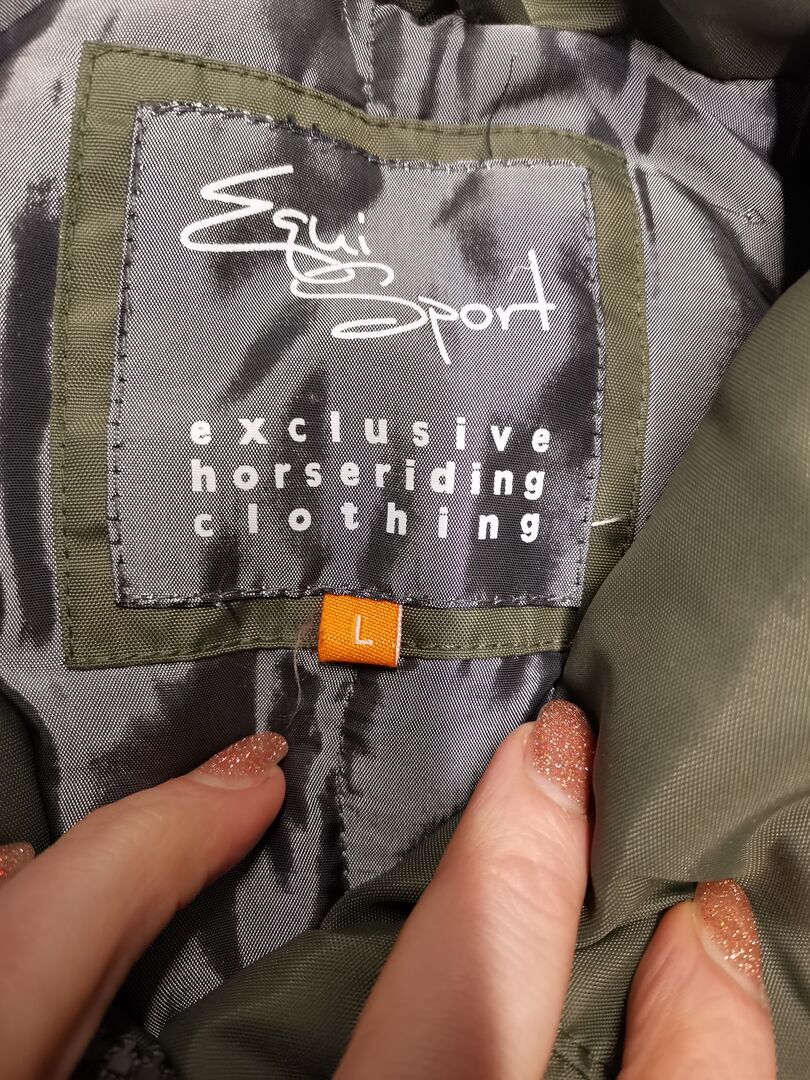 Equi
Sport
exclusive
horseriding
clothing
L